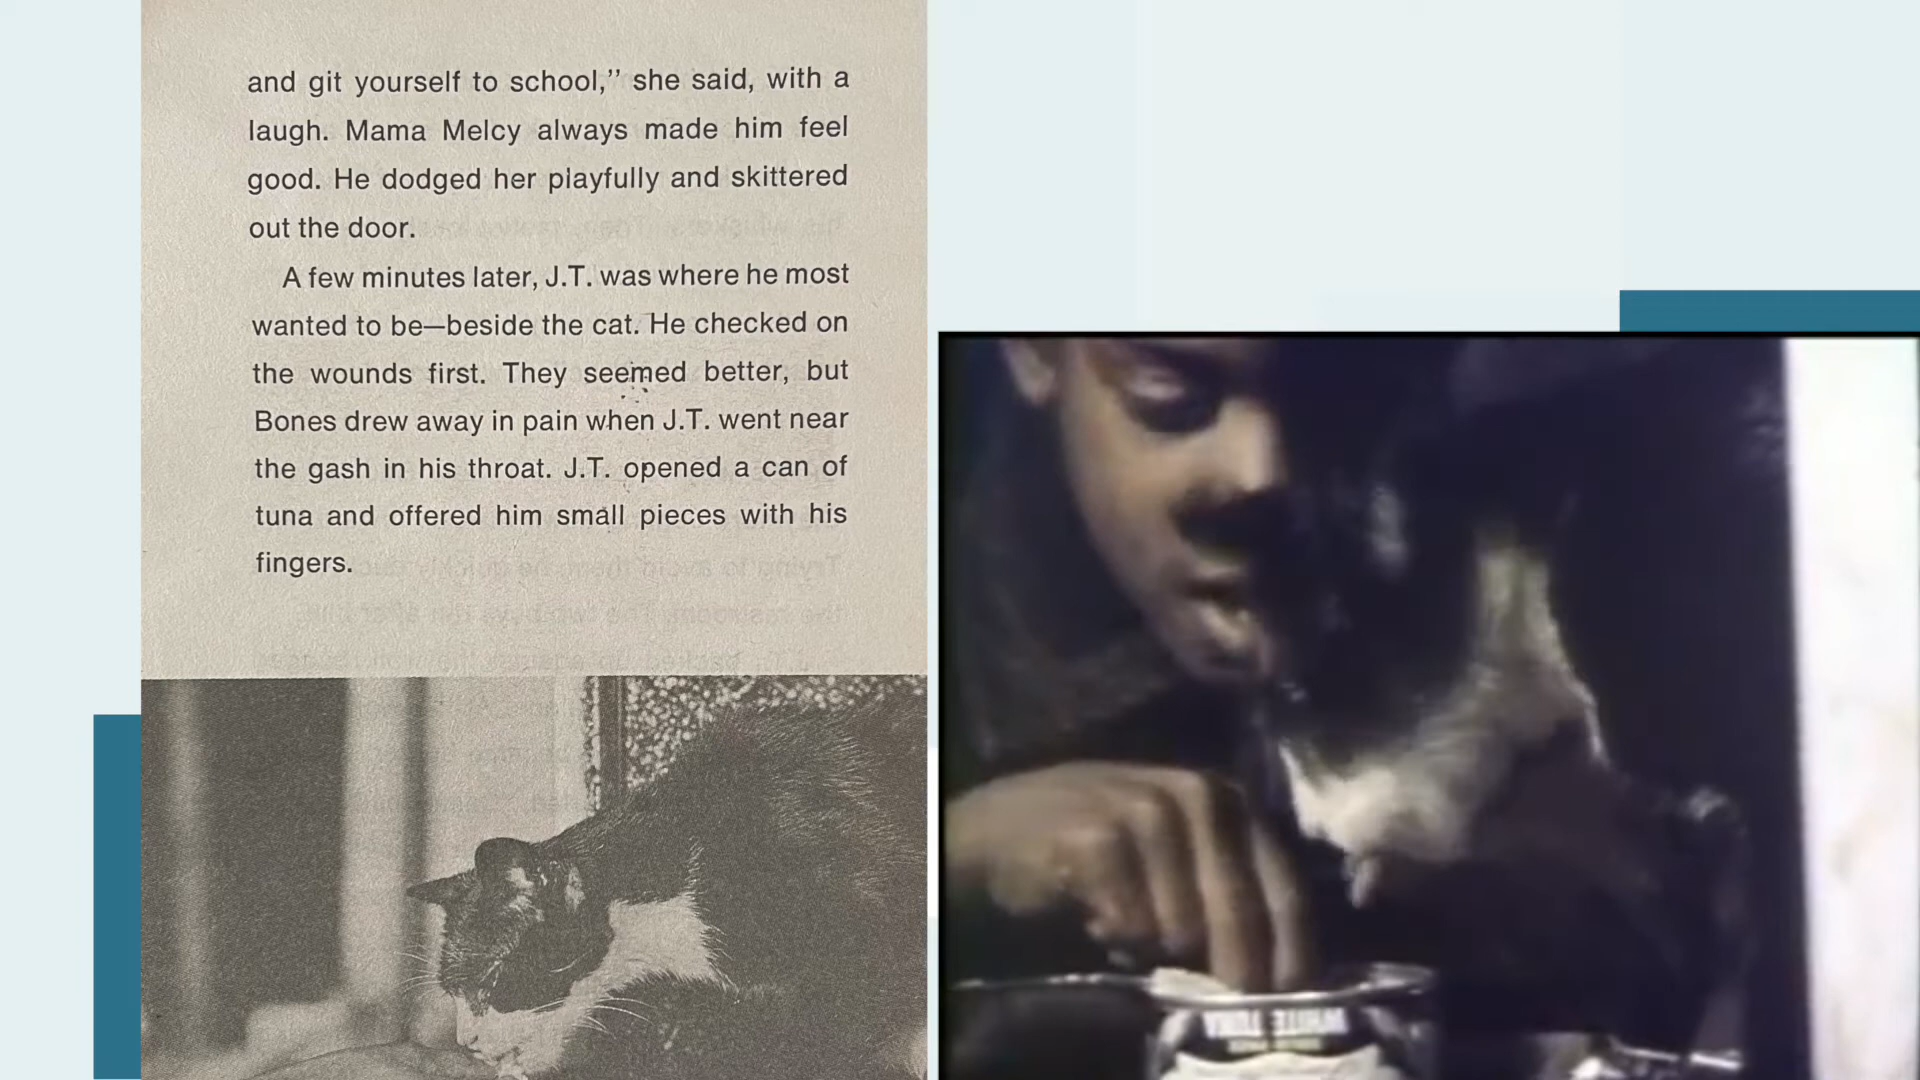 and git yourself to school,’’ she said, with a
laugh. Mama Melcy always made him feel
good. He dodged her playfully and skittered
out the door.
A few minutes later, J.T. was where he most
wanted to be—beside the cat. He checked on
the wounds first. They seemed better, but
Bones drew away in pain when J.T. went near
the gash in his throat. J.T. opened a can of
tuna and offered him small pieces with his
fingers.
WHITE TUNA